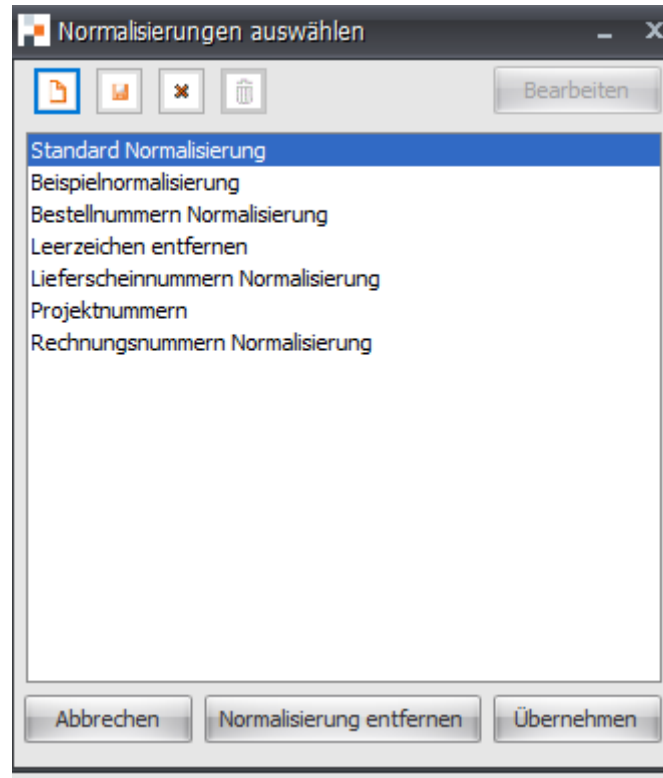 Normalisierungen auswählen
Bearbeiten
Standard Normalisierung
Beispielnormalisierung
Bestellnummern Normalisierung
Leerzeichen entfernen
Lieferscheinnummern Normalisierung
Projektnummern
Rechnungsnummern Normalisierung
Abbrechen Normalisierung entfernen Übernehmen